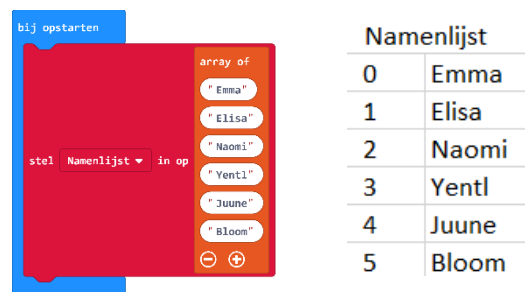 bij opstarten
array of
"Emma"
"Elisa"
"Naomi"
stel Namenlijst in op
"Yentl"
"Juune"
"Bloom"
Namenlijst
0 Emma
1 Elisa
2 Naomi
3 Yentl
4 Juune
5 Bloom